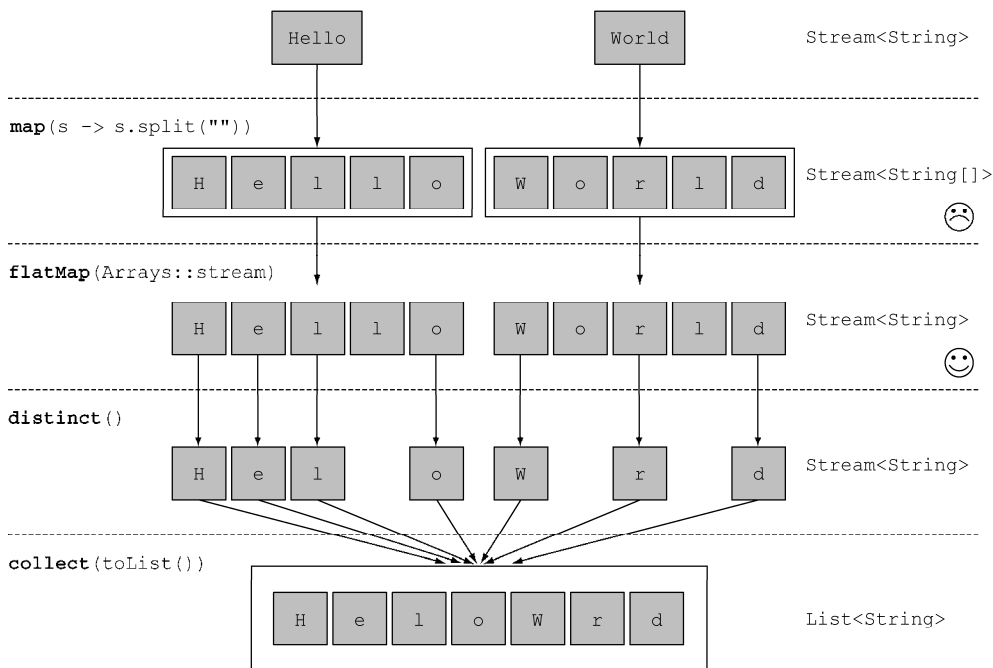 Hello World Stream<String>
map(s -> s.split(""))
H e l l o W o r l d Stream<String[]>
flatMap(Arrays::stream)
H e l l o W o r l d Stream<String>
distinct()
H e l o W r d Stream<String>
collect(toList())
H e l o W r d List<String>